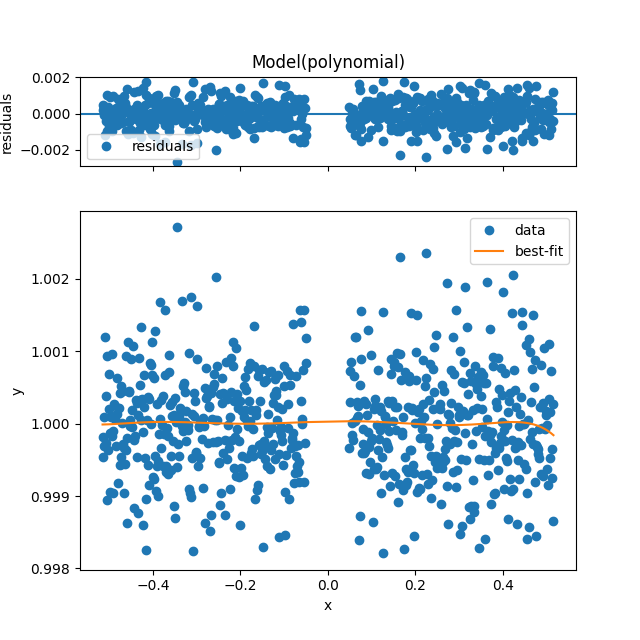 Model(polynomial)
0.002
0.000
−0.002
residuals
residuals
−0.4
−0.2
0.0
0.2
0.4
1.002
1.001
1.000
0.999
0.998
y
x
data
best-fit